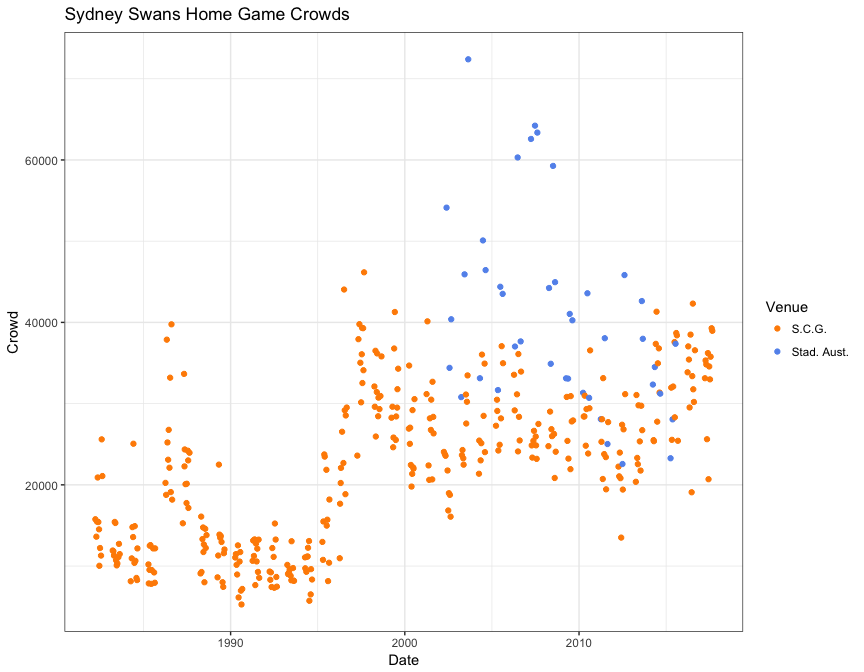 Sydney Swans Home Game Crowds
60000
40000
20000
Crowd
1990
2000
2010
Date
Venue
S.C.G.
Stad. Aust.